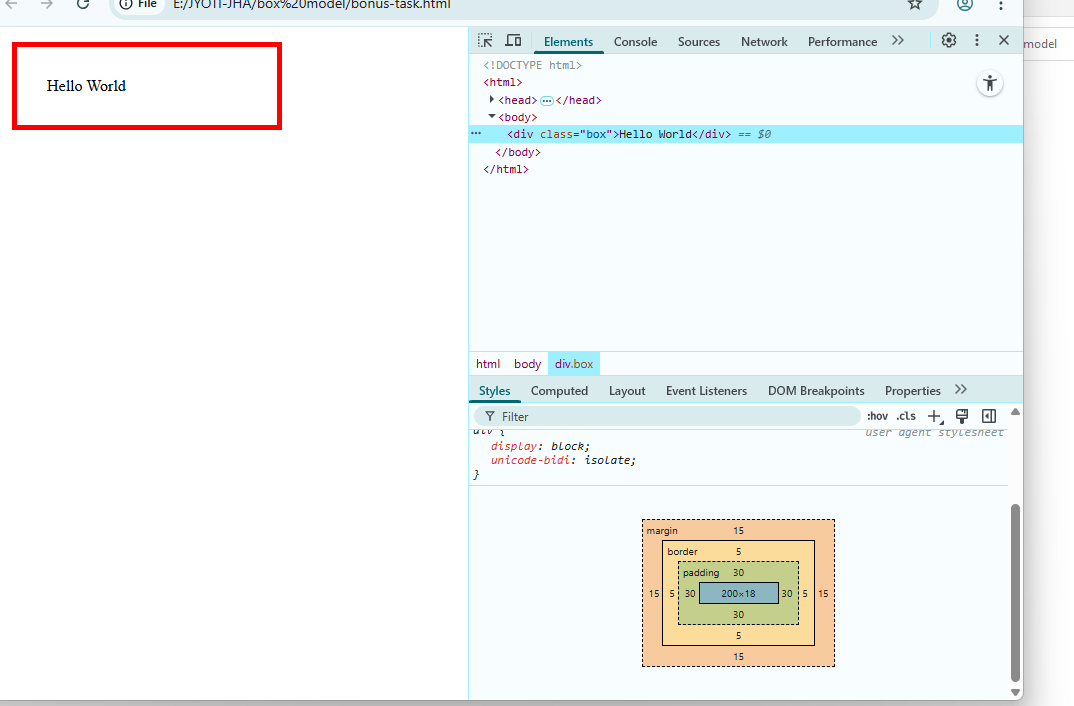 File E:/JYOTI-JHA/box%20model/bonus-task.html
Hello World
Elements Console Sources Network Performance
model
<!DOCTYPE html>
<html>
<head> ... </head>
<body>
... <div class="box">Hello World</div> == $0
</body>
</html>
html body div.box
Styles Computed Layout Event Listeners DOM Breakpoints Properties
Filter :hov .cls
div { user agent stylesheet
display: block;
unicode-bidi: isolate;
}
margin 15
border 5
padding 30
15 5 30 200×18 30 5 15
30
5
15